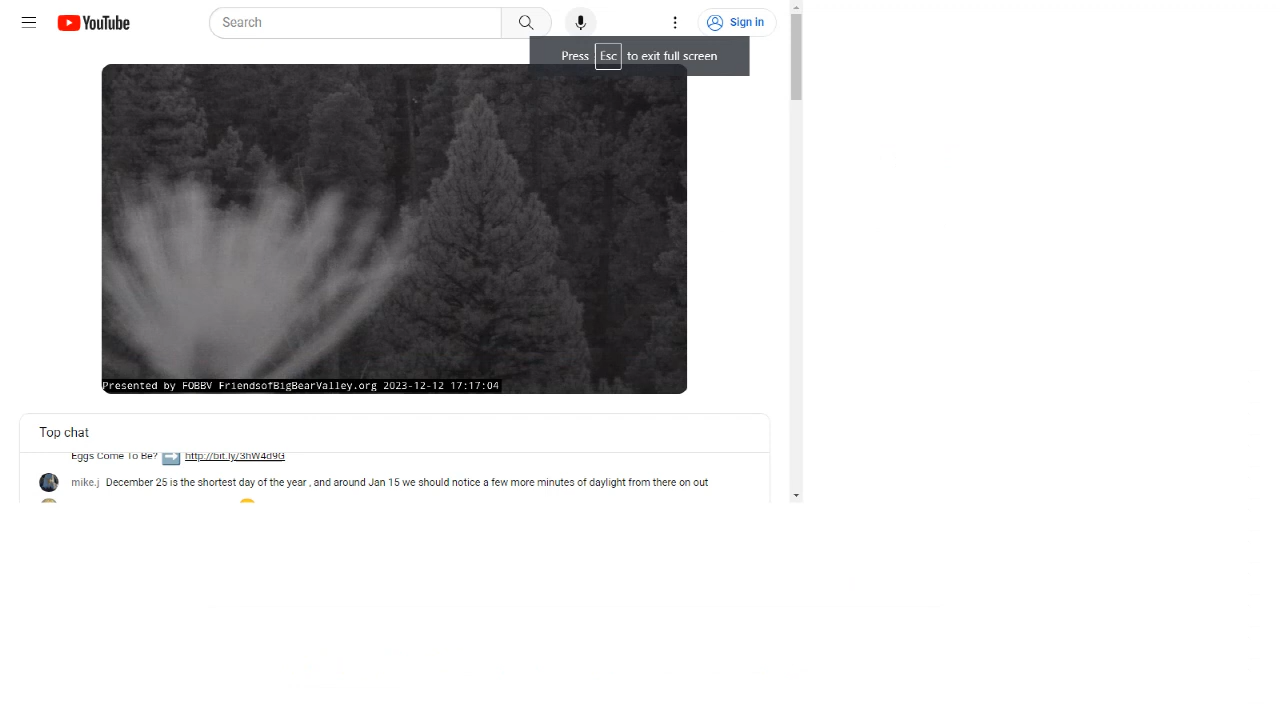 YouTube
Search
Sign in
Press Esc to exit full screen
Presented by FOBBV FriendsofBigBearValley.org 2023-12-12 17:17:04
Top chat
Eggs Come To Be? http://bit.ly/3hW4d9G
mike.j December 25 is the shortest day of the year , and around Jan 15 we should notice a few more minutes of daylight from there on out